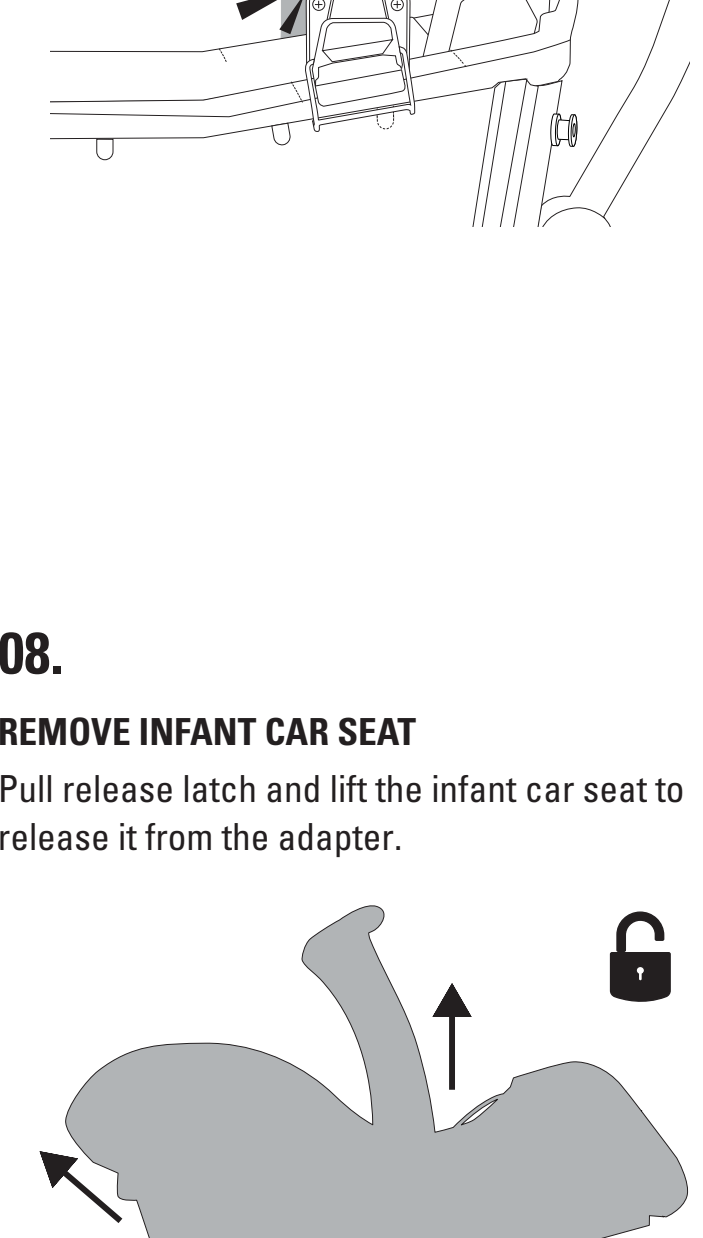 08.
REMOVE INFANT CAR SEAT
Pull release latch and lift the infant car seat to
release it from the adapter.